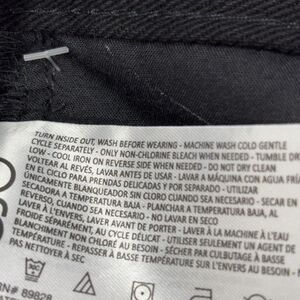 TURN INSIDE OUT, WASH BEFORE WEARING - MACHINE WASH COLD GENTLE
CYCLE SEPARATELY - ONLY NON-CHLORINE BLEACH WHEN NEEDED - TUMBLE DRY
LOW - COOL IRON ON REVERSE SIDE WHEN NEEDED - DO NOT DRY CLEAN
VOLTEAR AL REVÉS, LAVAR ANTES DE USAR - LAVAR A MÁQUINA CON AGUA FRÍA
EN EL CICLO PARA PRENDAS DELICADAS Y POR SEPARADO - UTILIZAR
ÚNICAMENTE BLANQUEADOR SIN CLORO CUANDO SEA NECESARIO - SECAR EN
SECADORA A TEMPERATURA BAJA - PLANCHAR A TEMPERATURA BAJA, AL
REVÉS, CUANDO SEA NECESARIO - NO LAVAR EN SECO
TOURNER À L'ENVERS, LAVER AVANT DE PORTER - LAVER À LA MACHINE À L'EAU
FROIDE SÉPARÉMENT, AU CYCLE DÉLICAT - UTILISER SEULEMENT UN AGENT DE
BLANCHIMENT NON CHLORÉ AU BESOIN - SÉCHER PAR CULBUTAGE À BASSE
TEMPÉRATURE - REPASSER À BASSE TEMPÉRATURE SUR L'ENVERS AU BESOIN - NE
PAS NETTOYER À SEC
RN# 89828